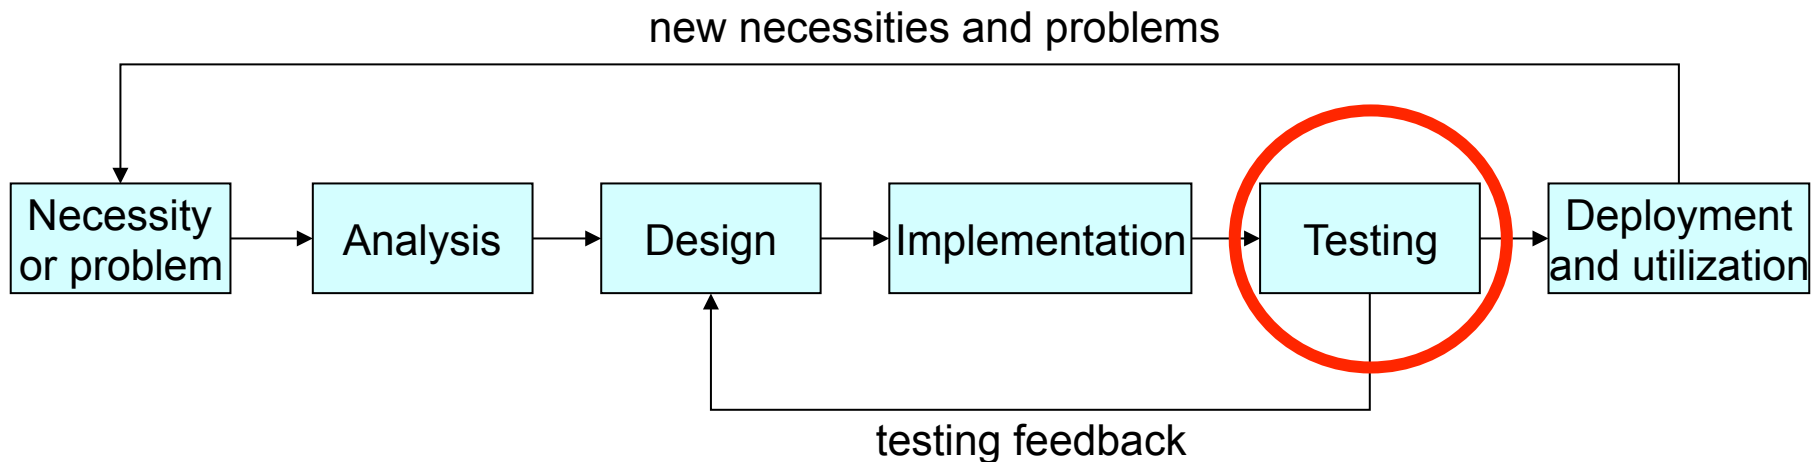 new necessities and problems
Necessity
or problem
Analysis
Design
Implementation
Testing
Deployment
and utilization
testing feedback